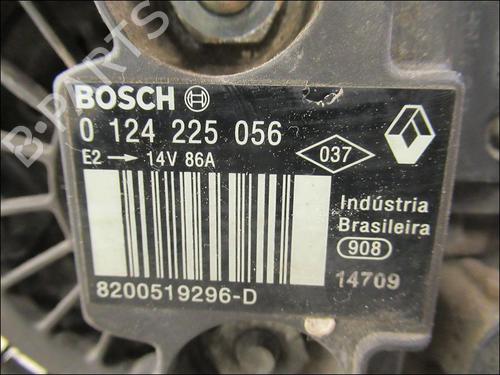 BOSCH
0 124 225 056
E2 → 14V 86A
037
Indústria
Brasileira
908
14709
8200519296-D
B-PARTS